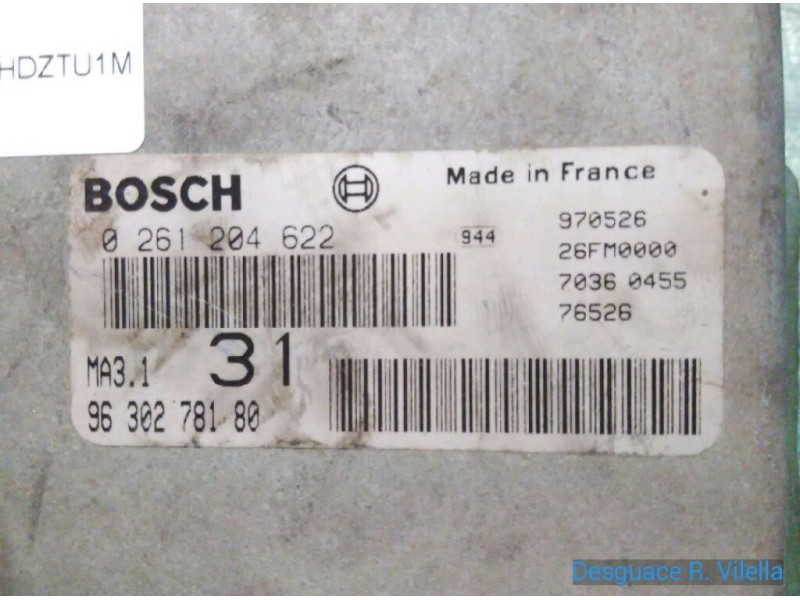 HDZTU1M
BOSCH
Made in France
0 261 204 622
944
970526
26FM0000
7036 0455
76526
MA3.1
31
96 302 781 80
Desguace R. Vilella